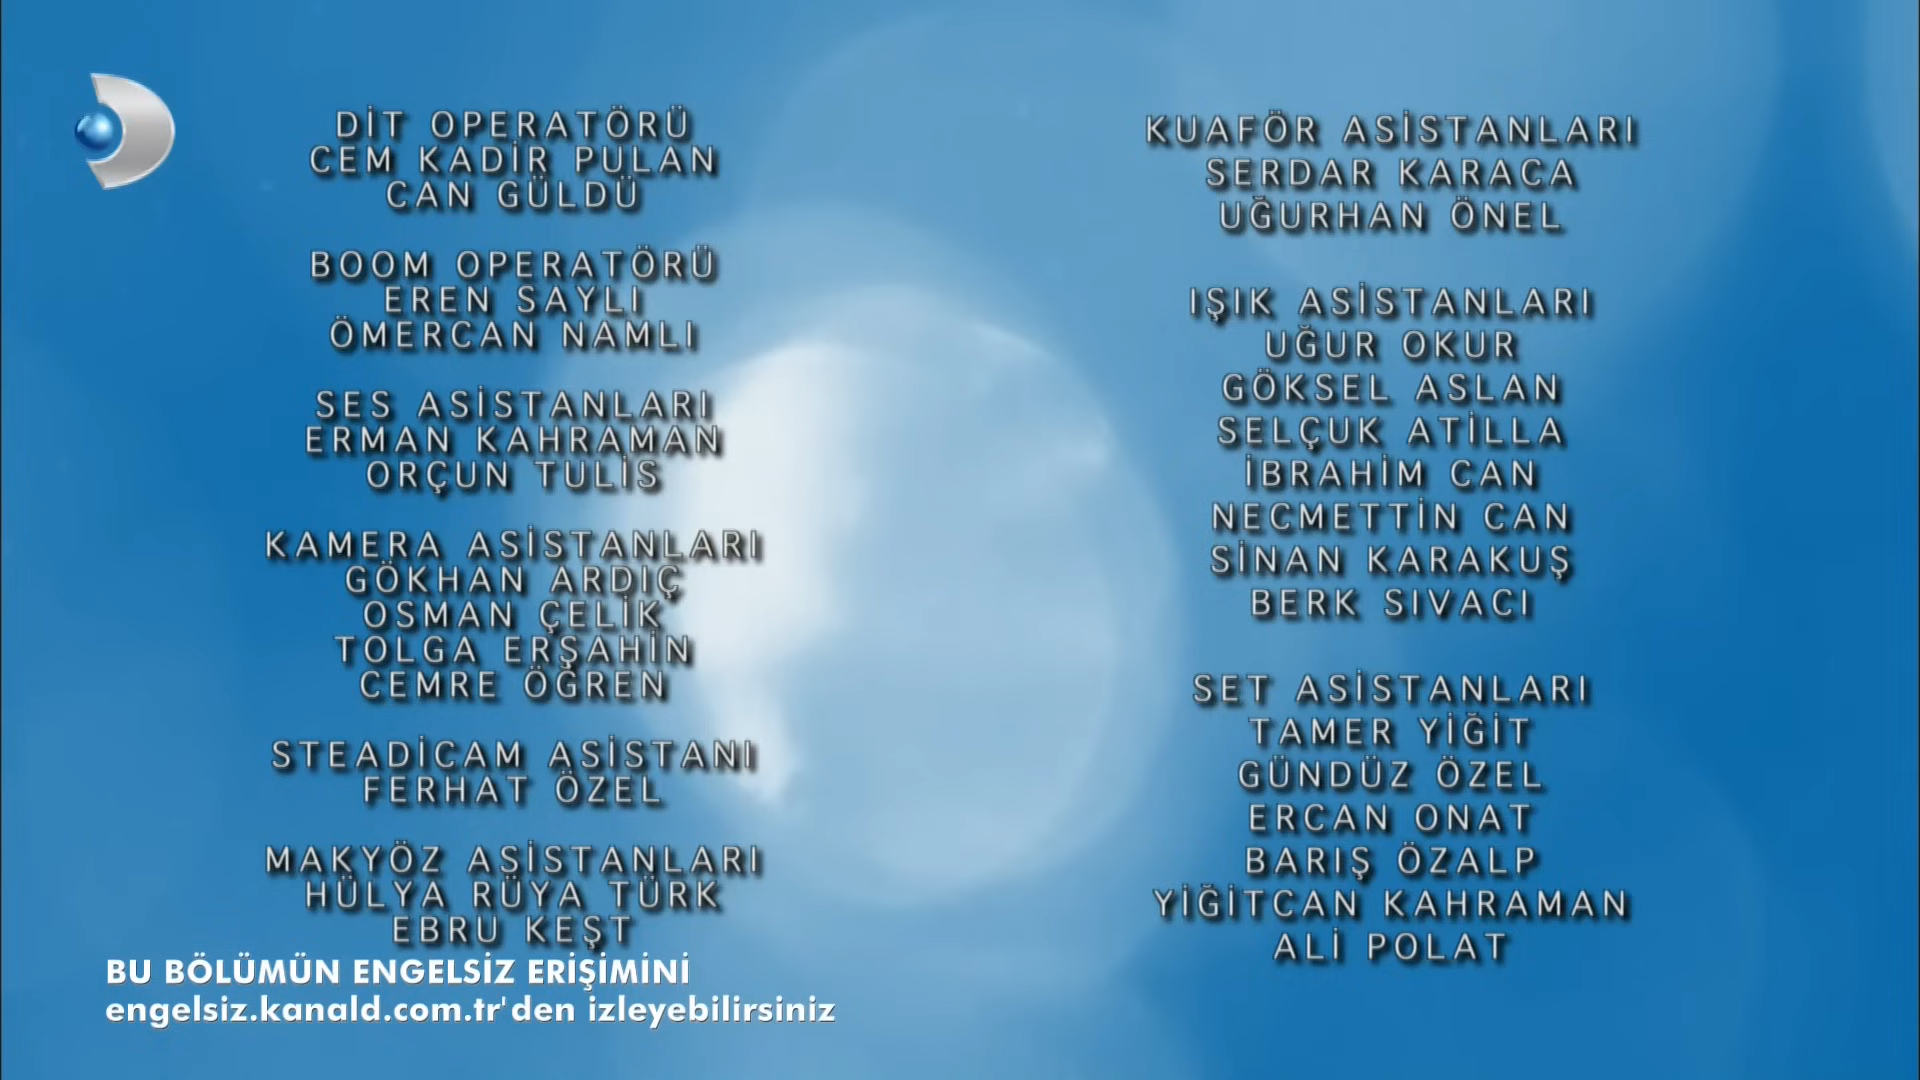 DİT OPERATÖRÜ
CEM KADİR PULAN
CAN GÜLDÜ
BOOM OPERATÖRÜ
EREN SAYLI
ÖMERCAN NAMLI
SES ASİSTANLARI
ERMAN KAHRAMAN
ORÇUN TULİS
KAMERA ASİSTANLARI
GÖKHAN ARDIÇ
OSMAN ÇELİK
TOLGA ERŞAHİN
CEMRE ÖĞREN
STEADİCAM ASİSTANI
FERHAT ÖZEL
MAKYÖZ ASİSTANLARI
HÜLYA RÜYA TÜRK
EBRU KEŞT
KUAFÖR ASİSTANLARI
SERDAR KARACA
UĞURHAN ÖNEL
IŞIK ASİSTANLARI
UĞUR OKUR
GÖKSEL ASLAN
SELÇUK ATİLLA
İBRAHİM CAN
NECMETTİN CAN
SİNAN KARAKUŞ
BERK SIVACI
SET ASİSTANLARI
TAMER YİĞİT
GÜNDÜZ ÖZEL
ERCAN ONAT
BARIŞ ÖZALP
YİĞİTCAN KAHRAMAN
ALİ POLAT
BU BÖLÜMÜN ENGELSİZ ERİŞİMİNİ
engelsiz.kanald.com.tr'den izleyebilirsiniz